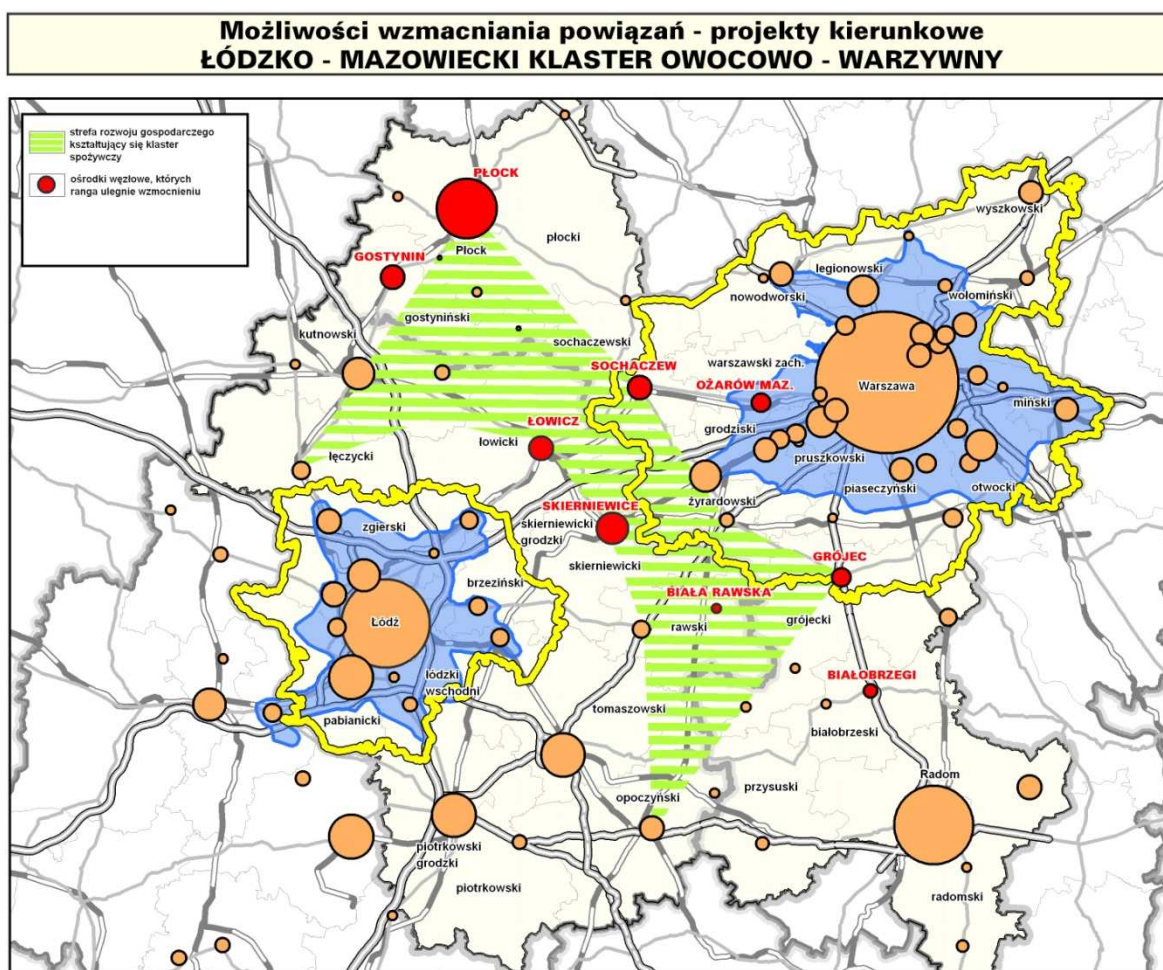 Możliwości wzmacniania powiązań - projekty kierunkowe
ŁÓDZKO - MAZOWIECKI KLASTER OWOCOWO - WARZYWNY
strefa rozwoju gospodarczego
kształtujący się klaster
spożywczy
ośrodki węzłowe, których
ranga ulegnie wzmocnieniu
PŁOCK
wyszkowski
Płock
płocki
GOSTYNIN
legionowski
nowodworski
wołomiński
gostyniński
kutnowski
sochaczewski
warszawski zach.
SOCHACZEW
OŻARÓW MAZ.
Warszawa
miński
ŁOWICZ
grodziski
łowicki
łęczycki
pruszkowski
piaseczyński
otwocki
żyrardowski
SKIERNIEWICE
zgierski
skierniewicki
grodzki
skierniewicki
GRÓJEC
brzeziński
BIAŁA RAWSKA
Łódź
rawski
grójecki
łódzki
wschodni
BIAŁOBRZEGI
pabianicki
tomaszowski
białobrzeski
Radom
przysuski
opoczyński
piotrkowski
grodzki
piotrkowski
radomski